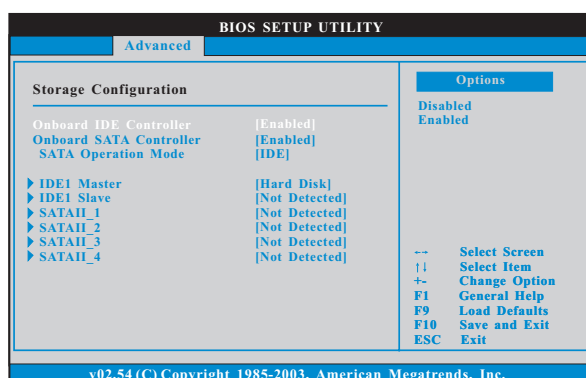 BIOS SETUP UTILITY
Advanced
Storage Configuration
Onboard IDE Controller [Enabled]
Onboard SATA Controller [Enabled]
SATA Operation Mode [IDE]
IDE1 Master [Hard Disk]
IDE1 Slave [Not Detected]
SATAII_1 [Not Detected]
SATAII_2 [Not Detected]
SATAII_3 [Not Detected]
SATAII_4 [Not Detected]
Options
Disabled
Enabled
←→ Select Screen
↑↓ Select Item
+- Change Option
F1 General Help
F9 Load Defaults
F10 Save and Exit
ESC Exit
v02.54 (C) Copyright 1985-2003, American Megatrends, Inc.